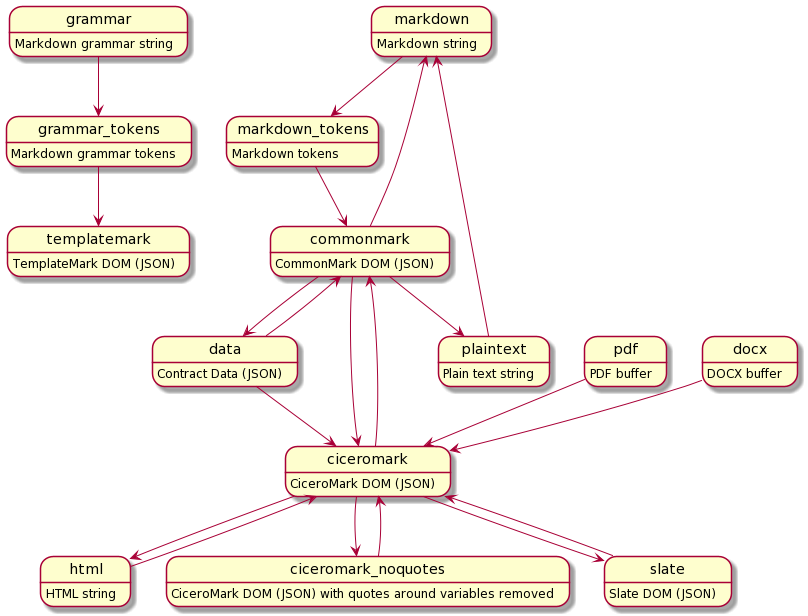 grammar
Markdown grammar string
markdown
Markdown string
grammar_tokens
Markdown grammar tokens
markdown_tokens
Markdown tokens
templatemark
TemplateMark DOM (JSON)
commonmark
CommonMark DOM (JSON)
data
Contract Data (JSON)
plaintext
Plain text string
pdf
PDF buffer
docx
DOCX buffer
ciceromark
CiceroMark DOM (JSON)
html
HTML string
ciceromark_noquotes
CiceroMark DOM (JSON) with quotes around variables removed
slate
Slate DOM (JSON)